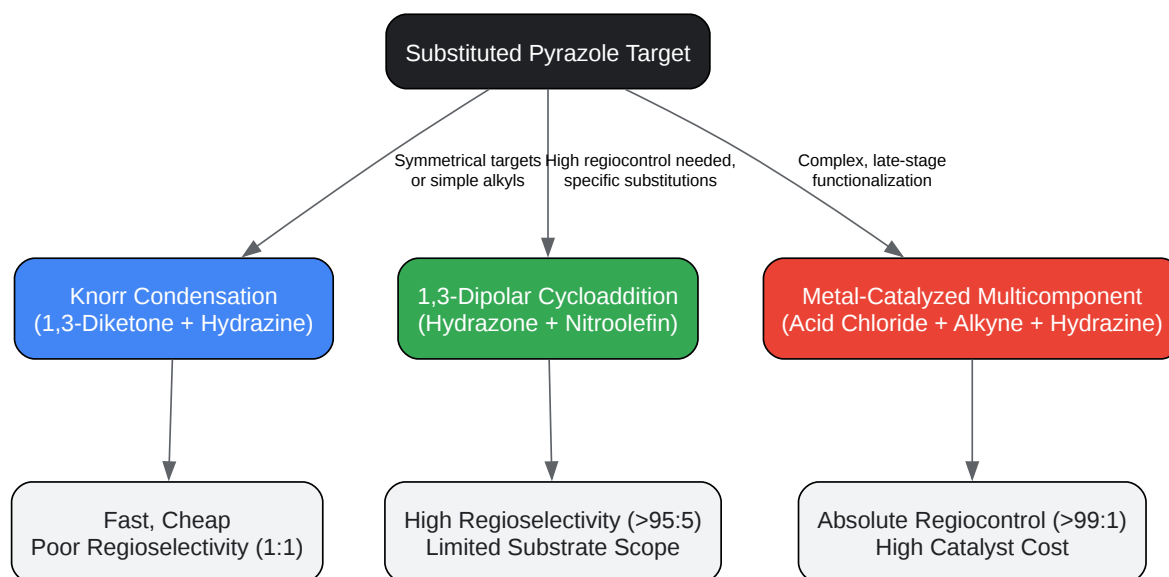 Substituted Pyrazole Target
Symmetrical targets
or simple alkyls
High regiocontrol needed,
specific substitutions
Complex, late-stage
functionalization
Knorr Condensation
(1,3-Diketone + Hydrazine)
1,3-Dipolar Cycloaddition
(Hydrazone + Nitroolefin)
Metal-Catalyzed Multicomponent
(Acid Chloride + Alkyne + Hydrazine)
Fast, Cheap
Poor Regioselectivity (1:1)
High Regioselectivity (>95:5)
Limited Substrate Scope
Absolute Regiocontrol (>99:1)
High Catalyst Cost